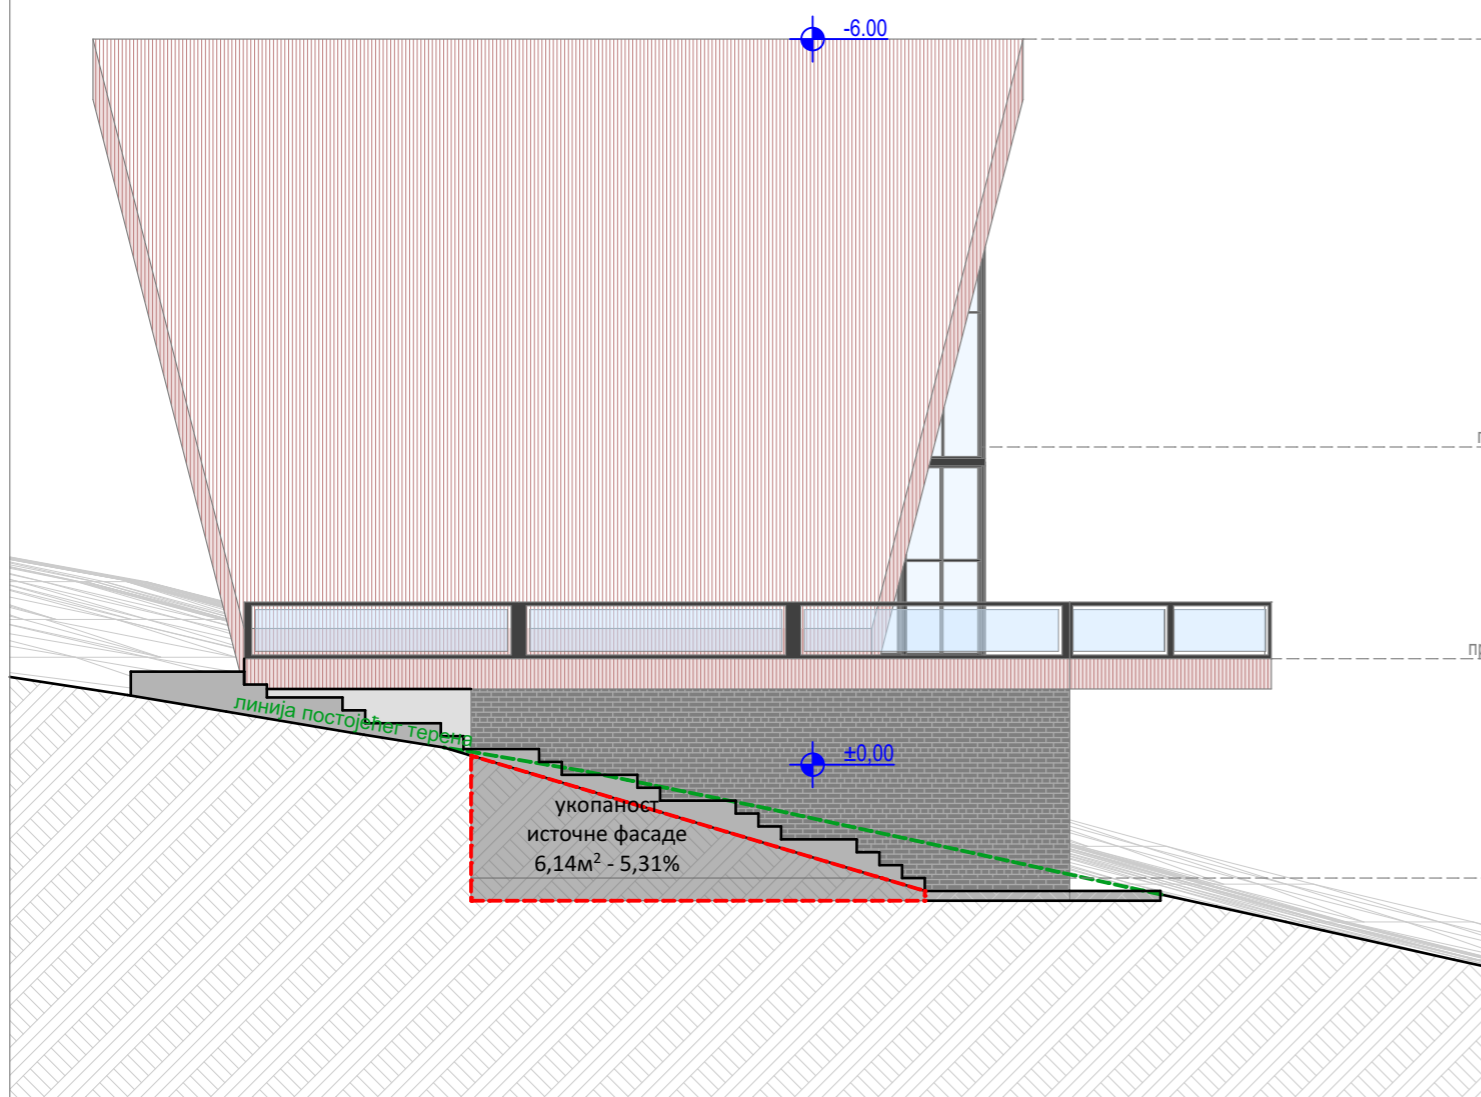 -6.00
линија постојећег терена
±0,00
укопаност
источне фасаде
6,14м² - 5,31%